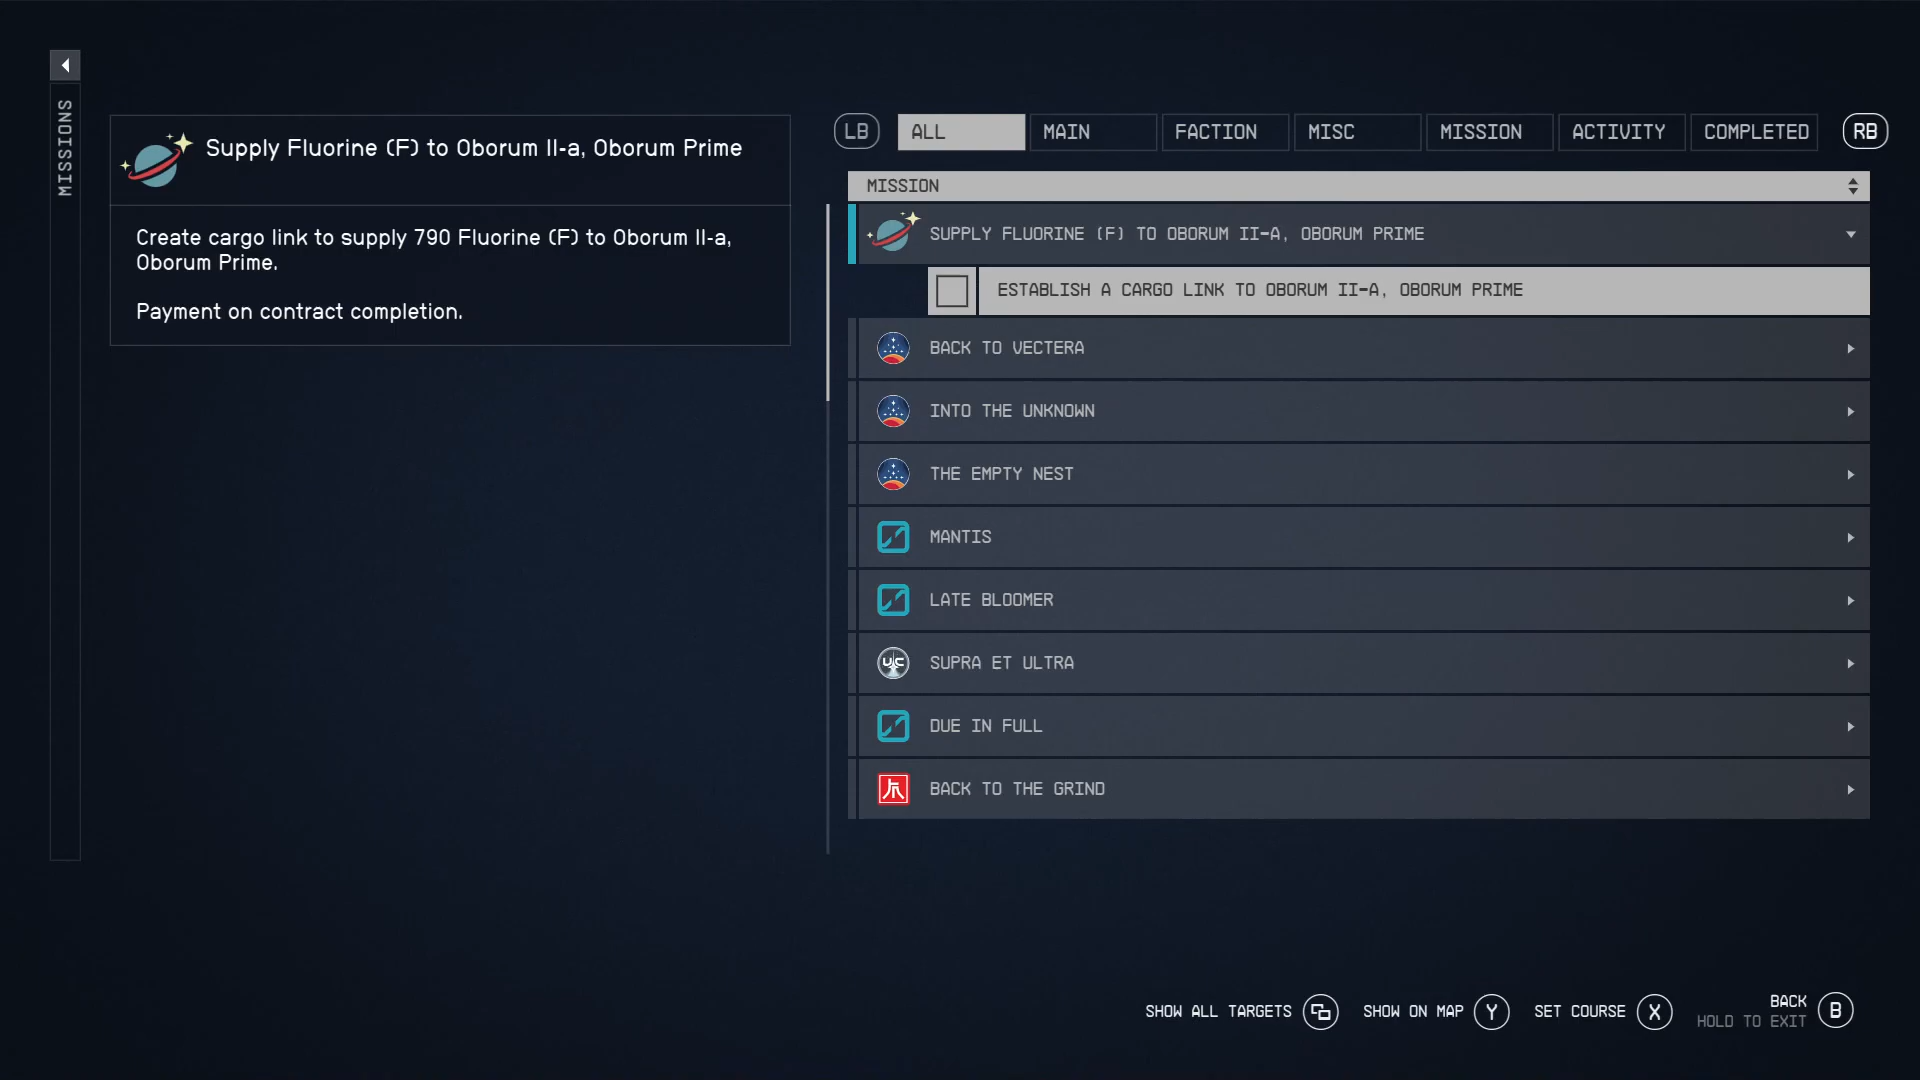 MISSIONS
Supply Fluorine (F) to Oborum II-a, Oborum Prime
Create cargo link to supply 790 Fluorine (F) to Oborum II-a,
Oborum Prime.
Payment on contract completion.
LB ALL MAIN FACTION MISC MISSION ACTIVITY COMPLETED RB
MISSION
SUPPLY FLUORINE (F) TO OBORUM II-A, OBORUM PRIME
ESTABLISH A CARGO LINK TO OBORUM II-A, OBORUM PRIME
BACK TO VECTERA
INTO THE UNKNOWN
THE EMPTY NEST
MANTIS
LATE BLOOMER
UC SUPRA ET ULTRA
DUE IN FULL
BACK TO THE GRIND
SHOW ALL TARGETS SHOW ON MAP Y SET COURSE X BACK B
HOLD TO EXIT